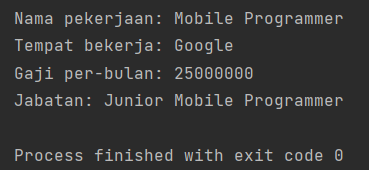 Nama pekerjaan: Mobile Programmer
Tempat bekerja: Google
Gaji per-bulan: 25000000
Jabatan: Junior Mobile Programmer
Process finished with exit code 0